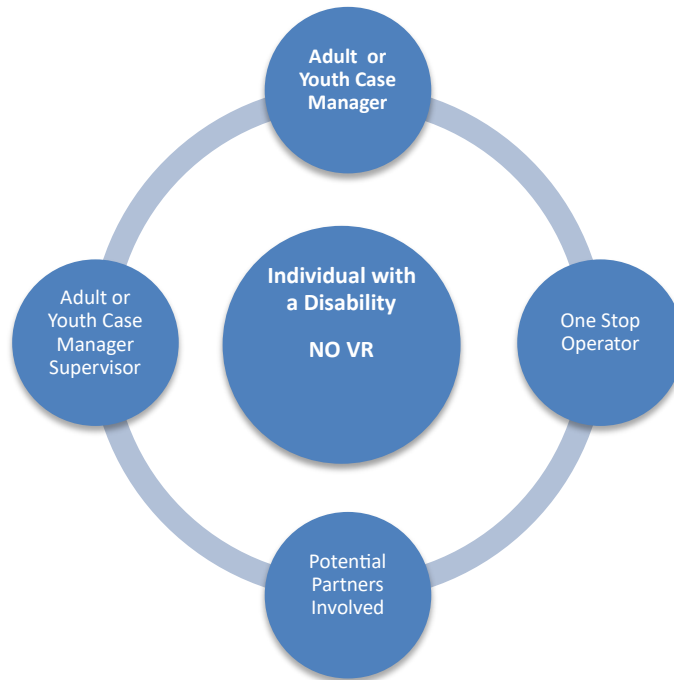 Adult or
Youth Case
Manager
Individual with
a Disability
NO VR
Adult or
Youth Case
Manager
Supervisor
One Stop
Operator
Potential
Partners
Involved